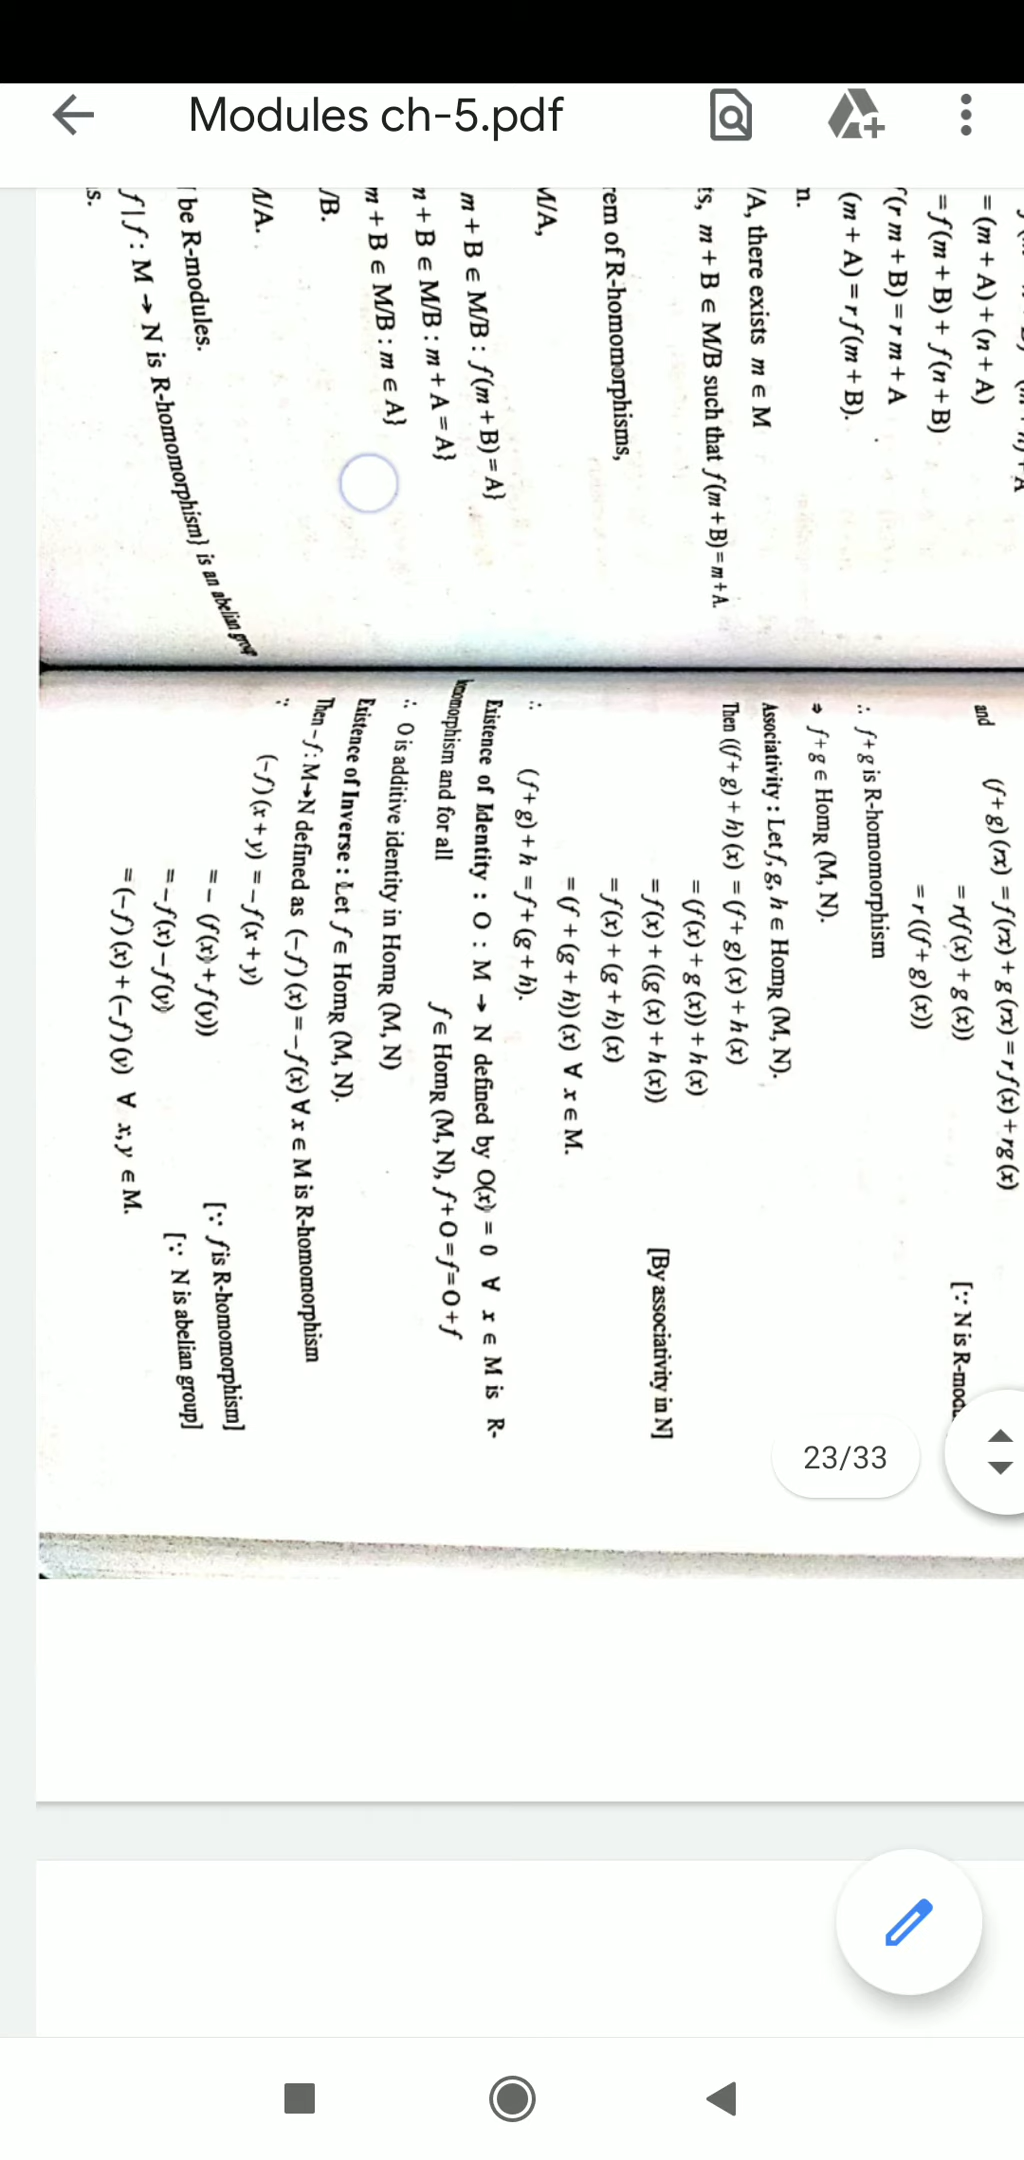 Modules ch-5.pdf
= (m + A) + (n + A)
= f(m + B) + f(n + B)
(r m + B) = r m + A
(m + A) = r f(m + B).
n.
/A, there exists m ∈ M
ts, m + B ∈ M/B such that f(m + B) = m + A.
rem of R-homomorphisms,
M/A,
m + B ∈ M/B : f(m + B) = A}
n + B ∈ M/B : m + A = A}
m + B ∈ M/B : m ∈ A}
/B.
M/A.
be R-modules.
f | f : M → N is R-homomorphism} is an abelian group
s.
and (f + g) (rx) = f(rx) + g (rx) = r f(x) + rg (x)
= r(f(x) + g (x)) [∵ N is R-modu
= r ((f + g) (x))
∴ f + g is R-homomorphism
⇒ f + g ∈ HomR (M, N).
Associativity : Let f, g, h ∈ HomR (M, N).
Then ((f + g) + h) (x) = (f + g) (x) + h (x)
= (f(x) + g (x)) + h (x)
= f(x) + ((g (x) + h (x)) [By associativity in N]
= f(x) + (g + h) (x)
= (f + (g + h)) (x) ∀ x ∈ M.
∴ (f + g) + h = f + (g + h).
Existence of Identity : O : M → N defined by O(x) = 0 ∀ x ∈ M is R-
homomorphism and for all f ∈ HomR (M, N), f + O = f = O + f
∴ O is additive identity in HomR (M, N)
Existence of Inverse : Let f ∈ HomR (M, N).
Then – f : M→N defined as (–f) (x) = –f(x) ∀ x ∈ M is R-homomorphism
∵ (–f) (x + y) = –f(x + y)
= – (f(x) + f(y)) [∵ f is R-homomorphism]
= –f(x) – f(y) [∵ N is abelian group]
= (–f) (x) + (–f) (y) ∀ x, y ∈ M.
23/33